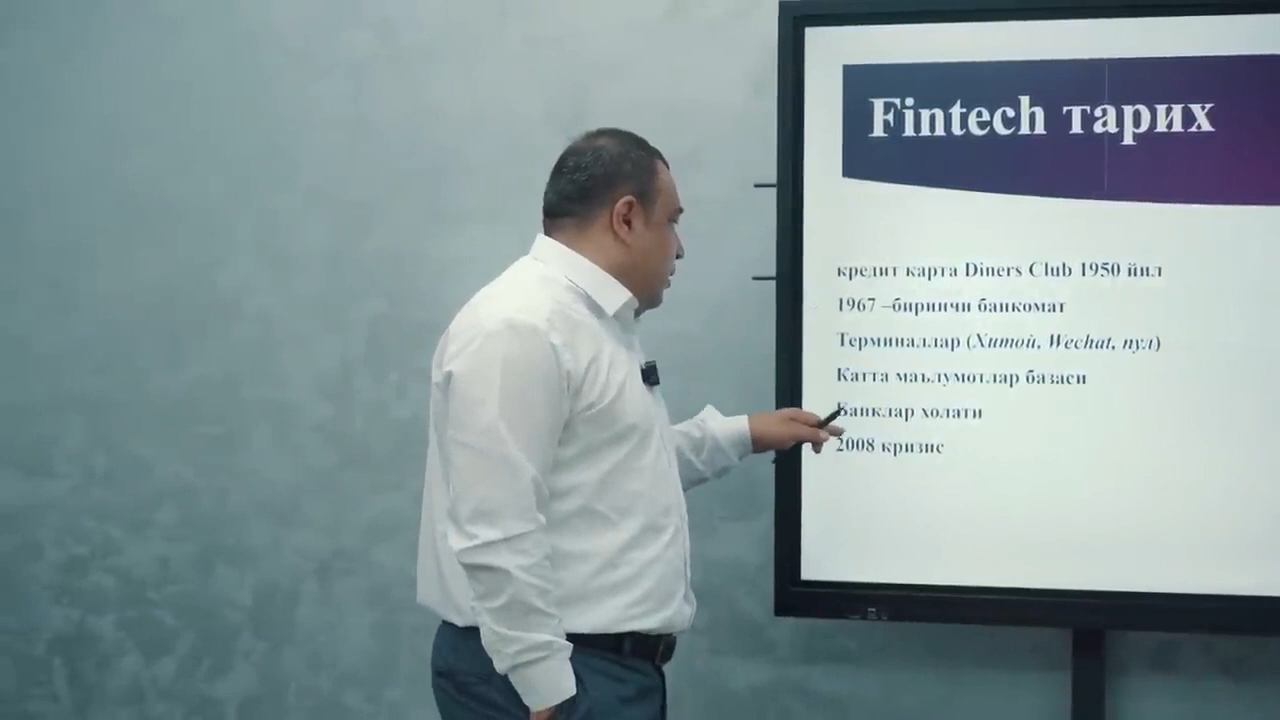 Fintech тарих
кредит карта Diners Club 1950 йил
1967 –биринчи банкомат
Терминаллар (Хитой, Wechat, пул)
Катта маълумотлар базаси
Банклар холати
2008 кризис